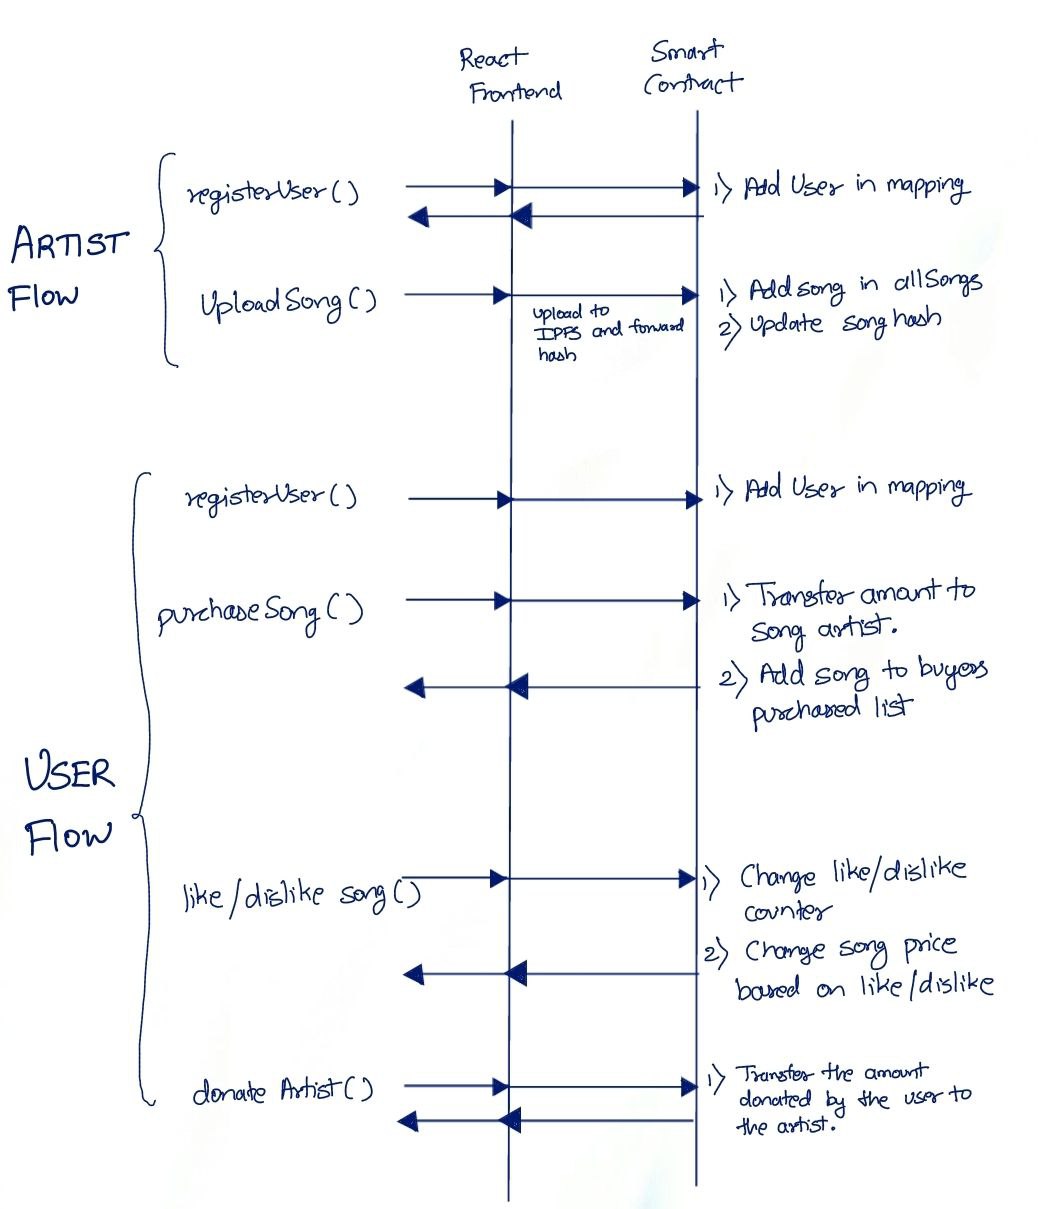 React
Frontend
Smart
Contract
ARTIST
Flow
registerUser()
1) Add User in mapping
UploadSong()
upload to
IPFS and forward
hash
1) Add song in allSongs
2) Update song hash
USER
Flow
registerUser()
1) Add User in mapping
purchaseSong()
1) Transfer amount to
song artist.
2) Add song to buyers
purchased list
like/dislike song()
1) Change like/dislike
counter
2) Change song price
based on like/dislike
donate Artist()
1) Transfer the amount
donated by the user to
the artist.